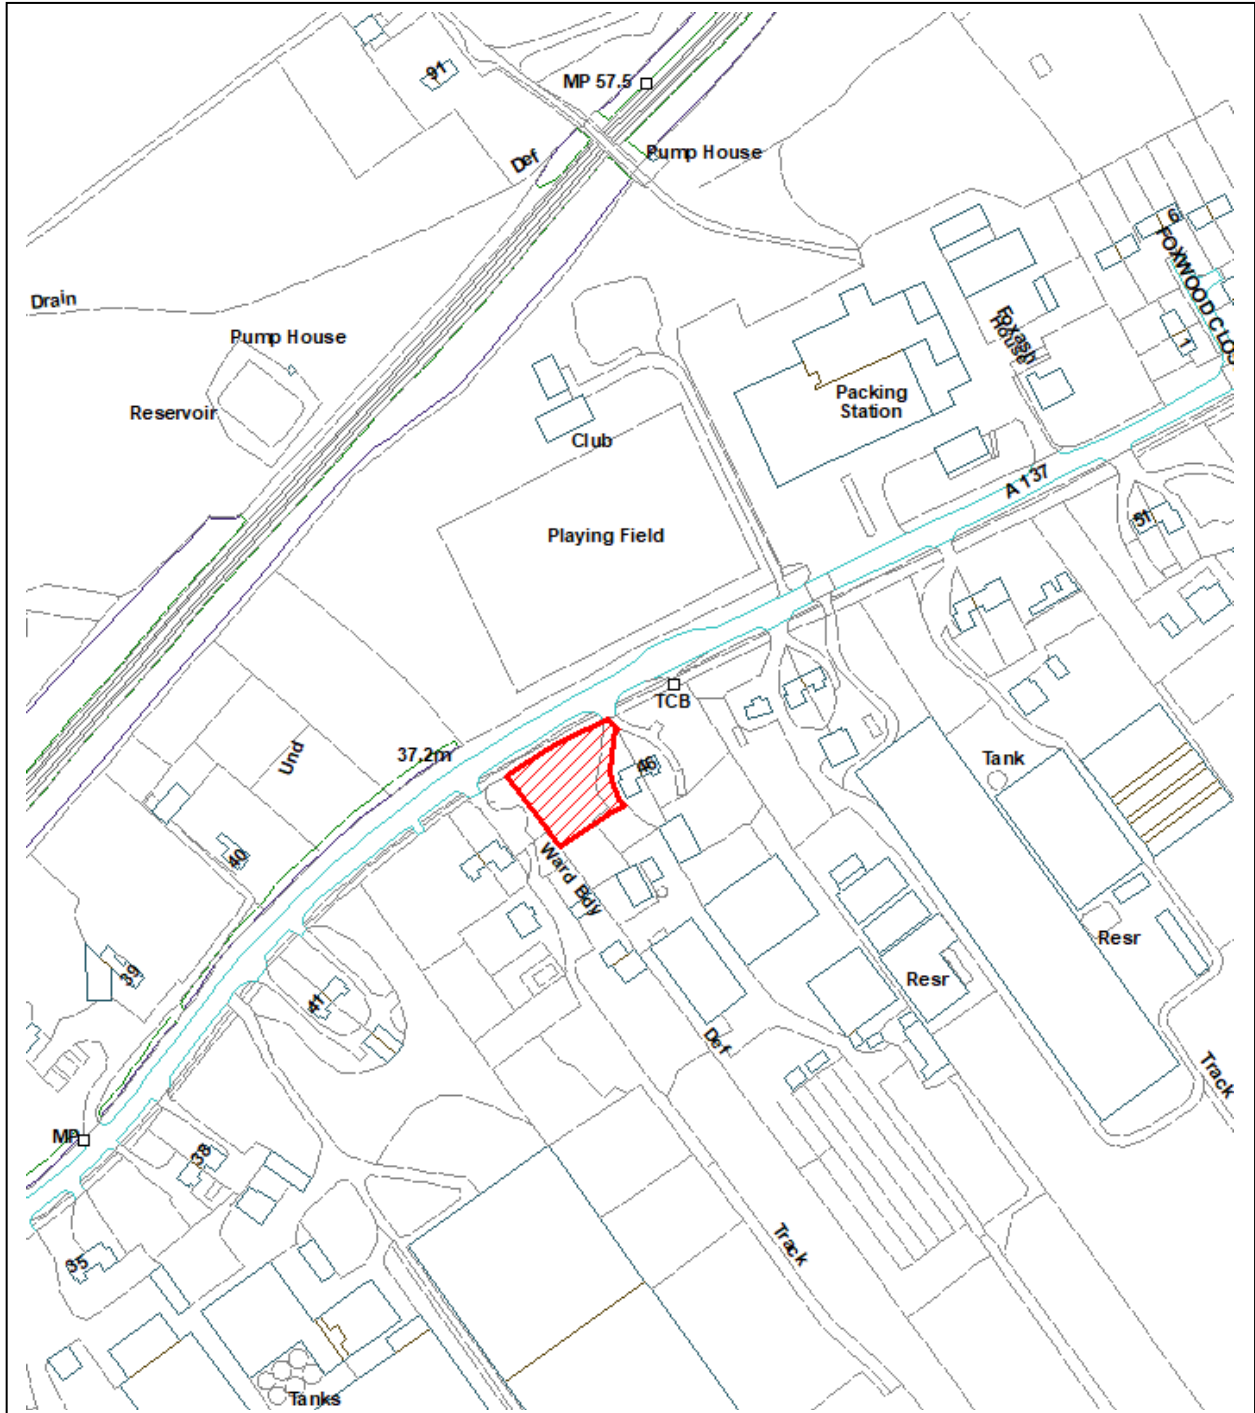 91
MP 57.5
Def
Pump House
6
FOXWOOD CLOS
Drain
Pump House
Foxash
House
1
Reservoir
Packing
Station
Club
A 137
51
Playing Field
TCB
37.2m
Und
46
Tank
40
Ward Bdy
Resr
39
Resr
41
Def
Track
MP
38
Track
35
Tanks